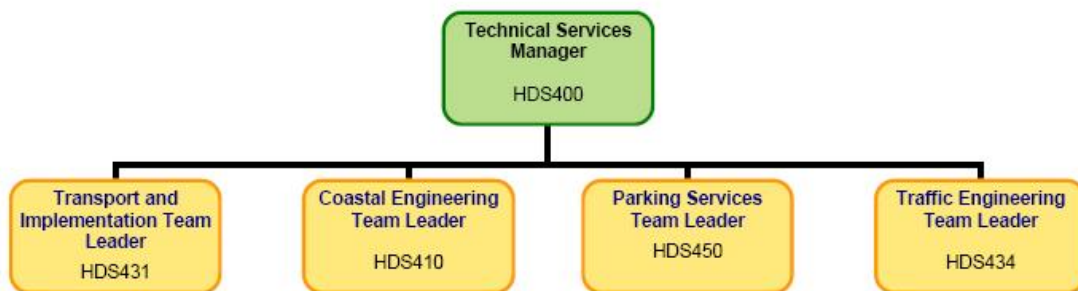 Technical Services
Manager
HDS400
Transport and
Implementation Team
Leader
HDS431
Coastal Engineering
Team Leader
HDS410
Parking Services
Team Leader
HDS450
Traffic Engineering
Team Leader
HDS434